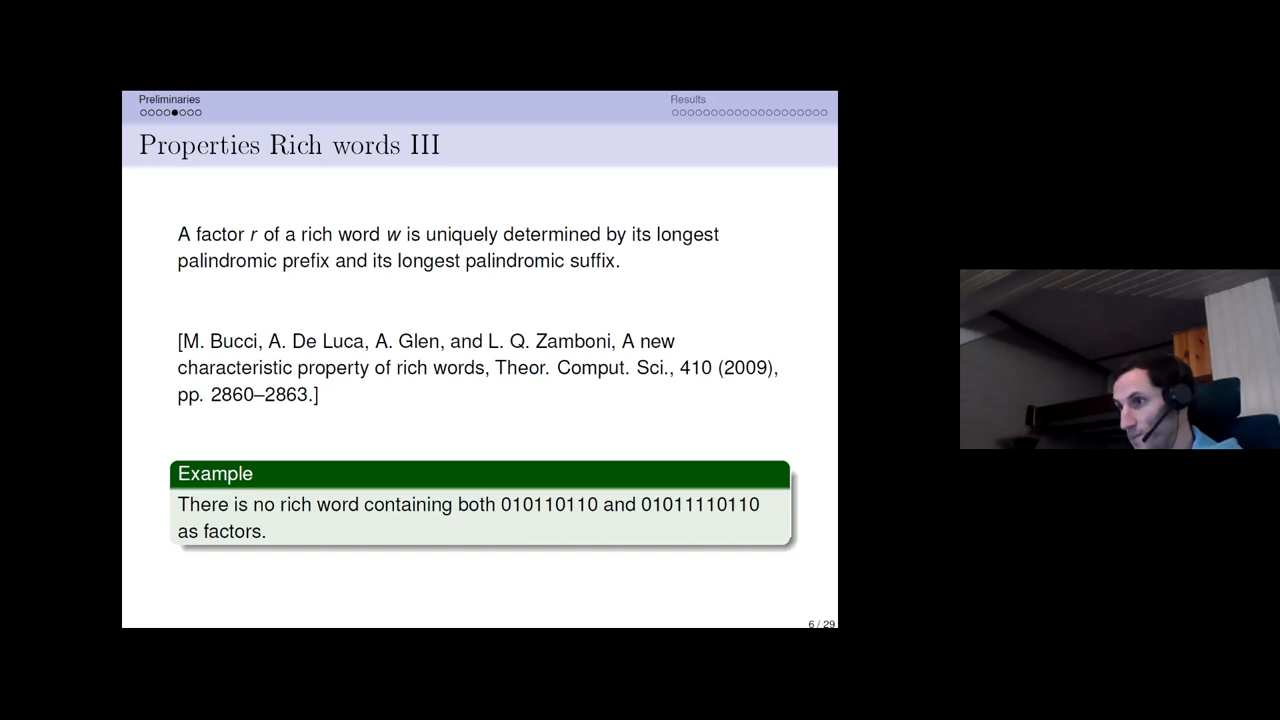 Preliminaries
Results
Properties Rich words III
A factor r of a rich word w is uniquely determined by its longest
palindromic prefix and its longest palindromic suffix.
[M. Bucci, A. De Luca, A. Glen, and L. Q. Zamboni, A new
characteristic property of rich words, Theor. Comput. Sci., 410 (2009),
pp. 2860–2863.]
Example
There is no rich word containing both 010110110 and 01011110110
as factors.
6 / 29